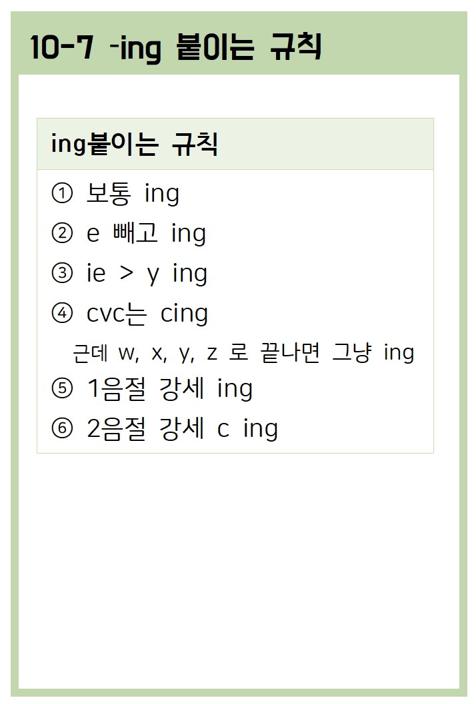 10-7 -ing 붙이는 규칙
ing붙이는 규칙
① 보통 ing
② e 빼고 ing
③ ie > y ing
④ cvc는 cing
근데 w, x, y, z 로 끝나면 그냥 ing
⑤ 1음절 강세 ing
⑥ 2음절 강세 c ing